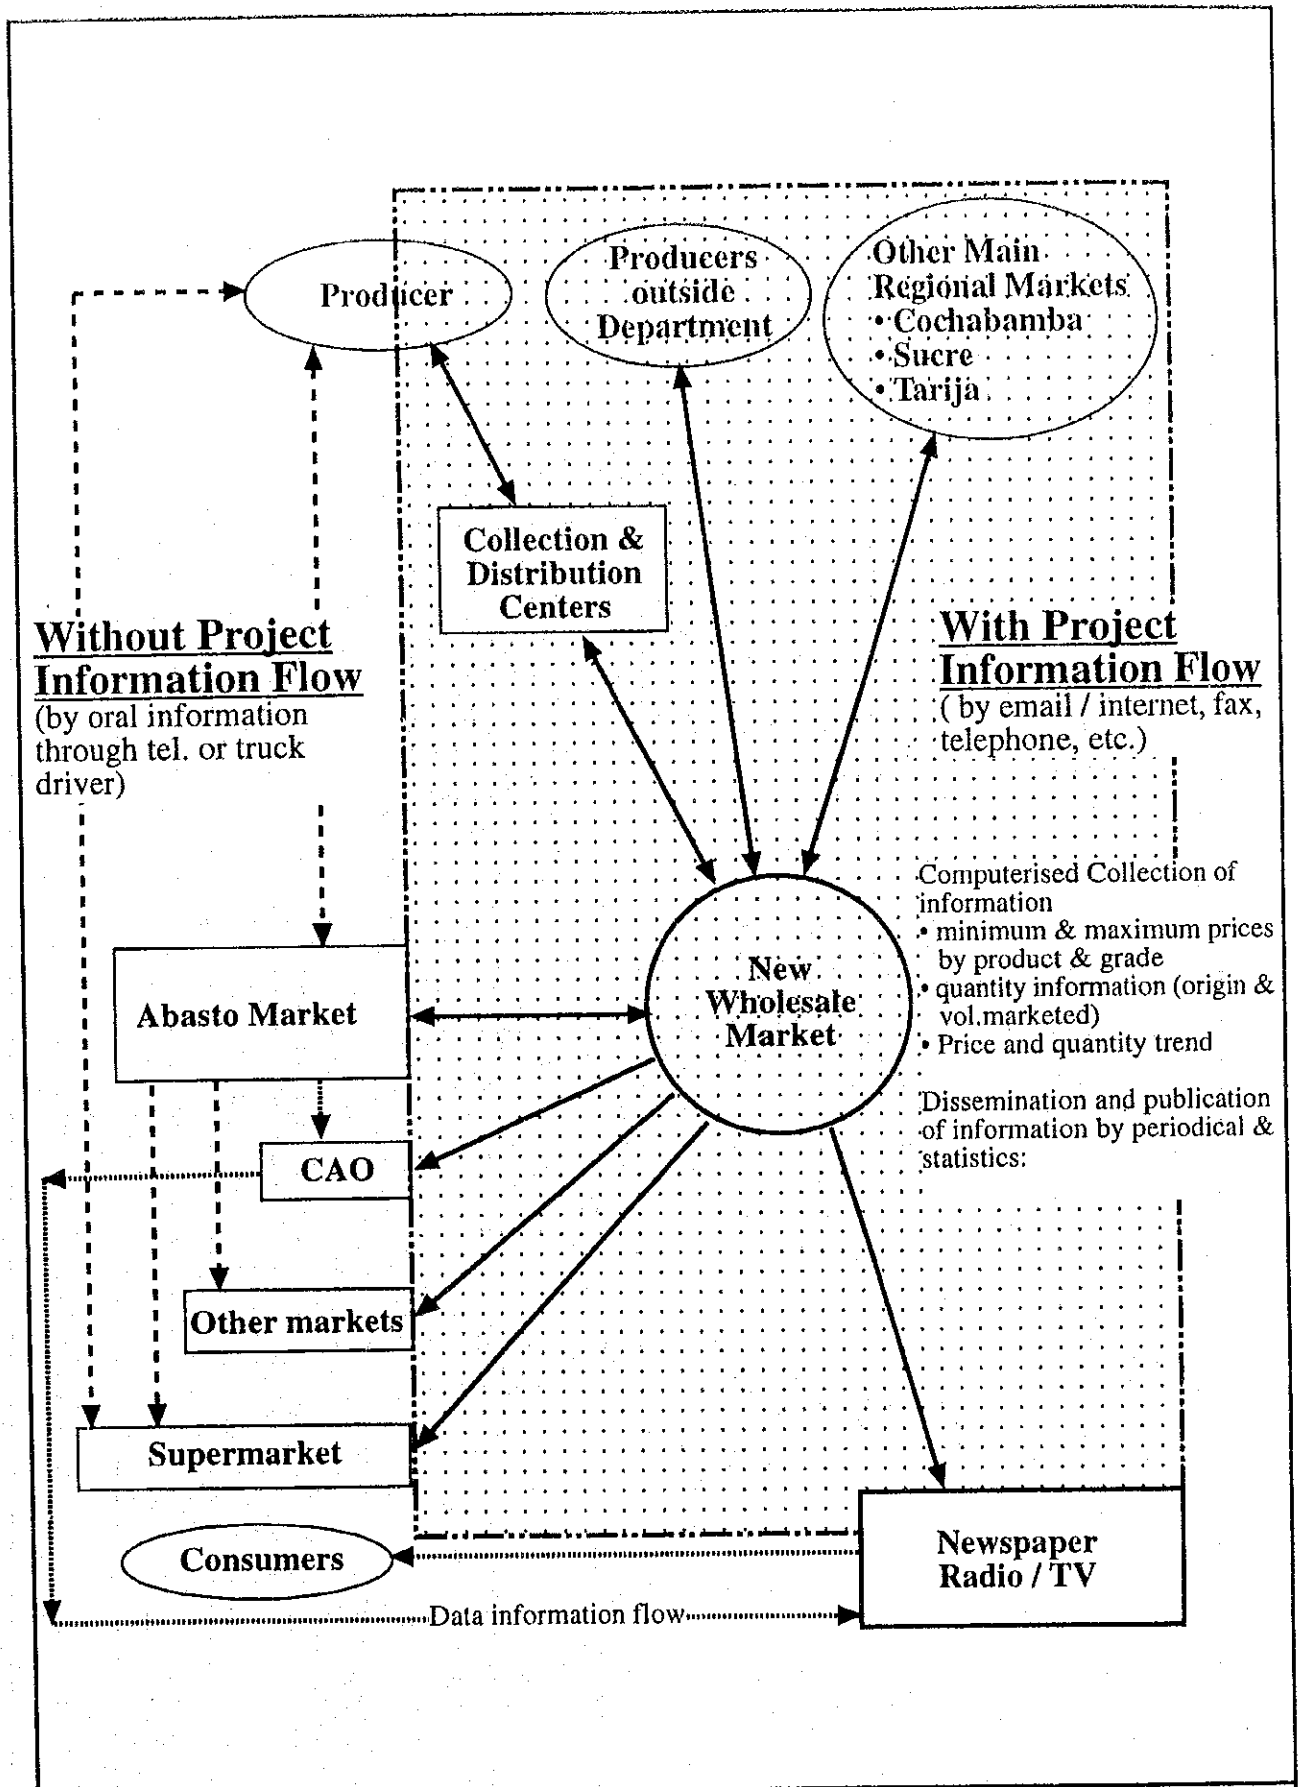 Producer
Producers
outside
Department
Other Main
Regional Markets
• Cochabamba
• Sucre
• Tarija
Collection &
Distribution
Centers
Without Project
Information Flow
(by oral information
through tel. or truck
driver)
With Project
Information Flow
( by email / internet, fax,
telephone, etc.)
Computerised Collection of
information
• minimum & maximum prices
by product & grade
• quantity information (origin &
vol.marketed)
• Price and quantity trend
Dissemination and publication
of information by periodical &
statistics:
New
Wholesale
Market
Abasto Market
CAO
Other markets
Supermarket
Consumers
Newspaper
Radio / TV
Data information flow